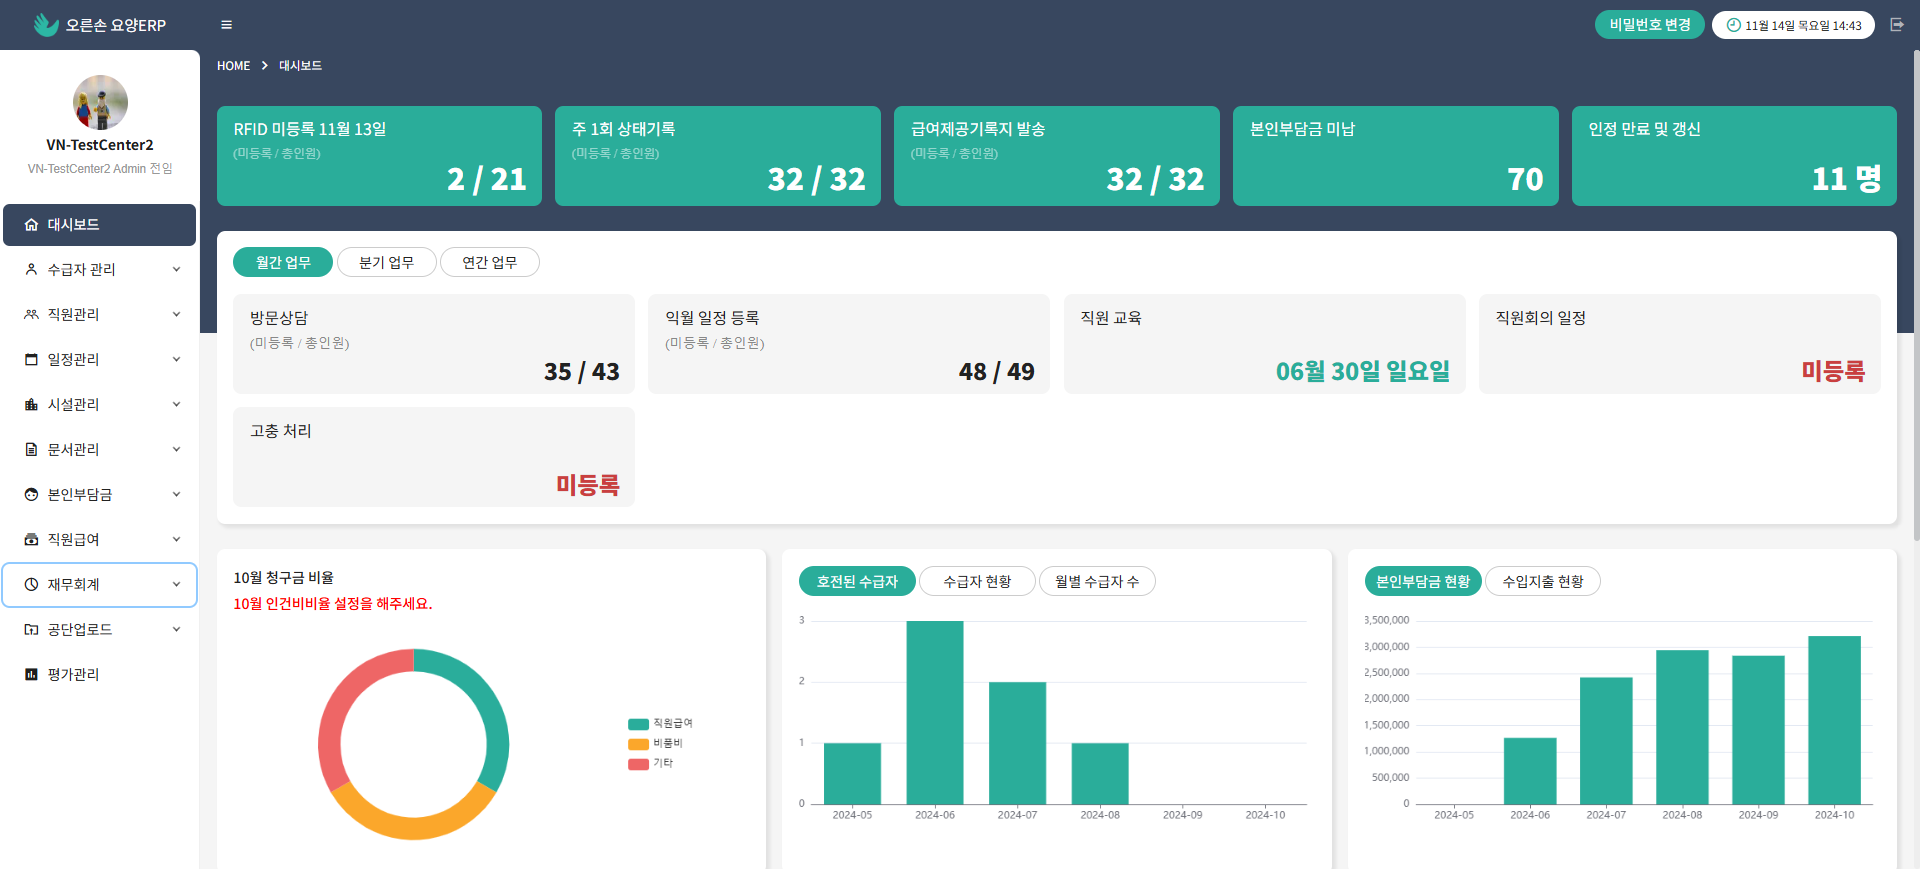 오른손 요양ERP
비밀번호 변경
11월 14일 목요일 14:43
HOME
대시보드
VN-TestCenter2
VN-TestCenter2 Admin 전임
대시보드
수급자 관리
직원관리
일정관리
시설관리
문서관리
본인부담금
직원급여
재무회계
공단업로드
평가관리
RFID 미등록 11월 13일
(미등록 / 총인원)
2 / 21
주 1회 상태기록
(미등록 / 총인원)
32 / 32
급여제공기록지 발송
(미등록 / 총인원)
32 / 32
본인부담금 미납
70
인정 만료 및 갱신
11 명
월간 업무
분기 업무
연간 업무
방문상담
(미등록 / 총인원)
35 / 43
익월 일정 등록
(미등록 / 총인원)
48 / 49
직원 교육
06월 30일 일요일
직원회의 일정
미등록
고충 처리
미등록
10월 청구금 비율
10월 인건비비율 설정을 해주세요.
직원급여
비품비
기타
호전된 수급자
수급자 현황
월별 수급자 수
3
2
1
0
2024-05
2024-06
2024-07
2024-08
2024-09
2024-10
본인부담금 현황
수입지출 현황
3,500,000
3,000,000
2,500,000
2,000,000
1,500,000
1,000,000
500,000
0
2024-05
2024-06
2024-07
2024-08
2024-09
2024-10